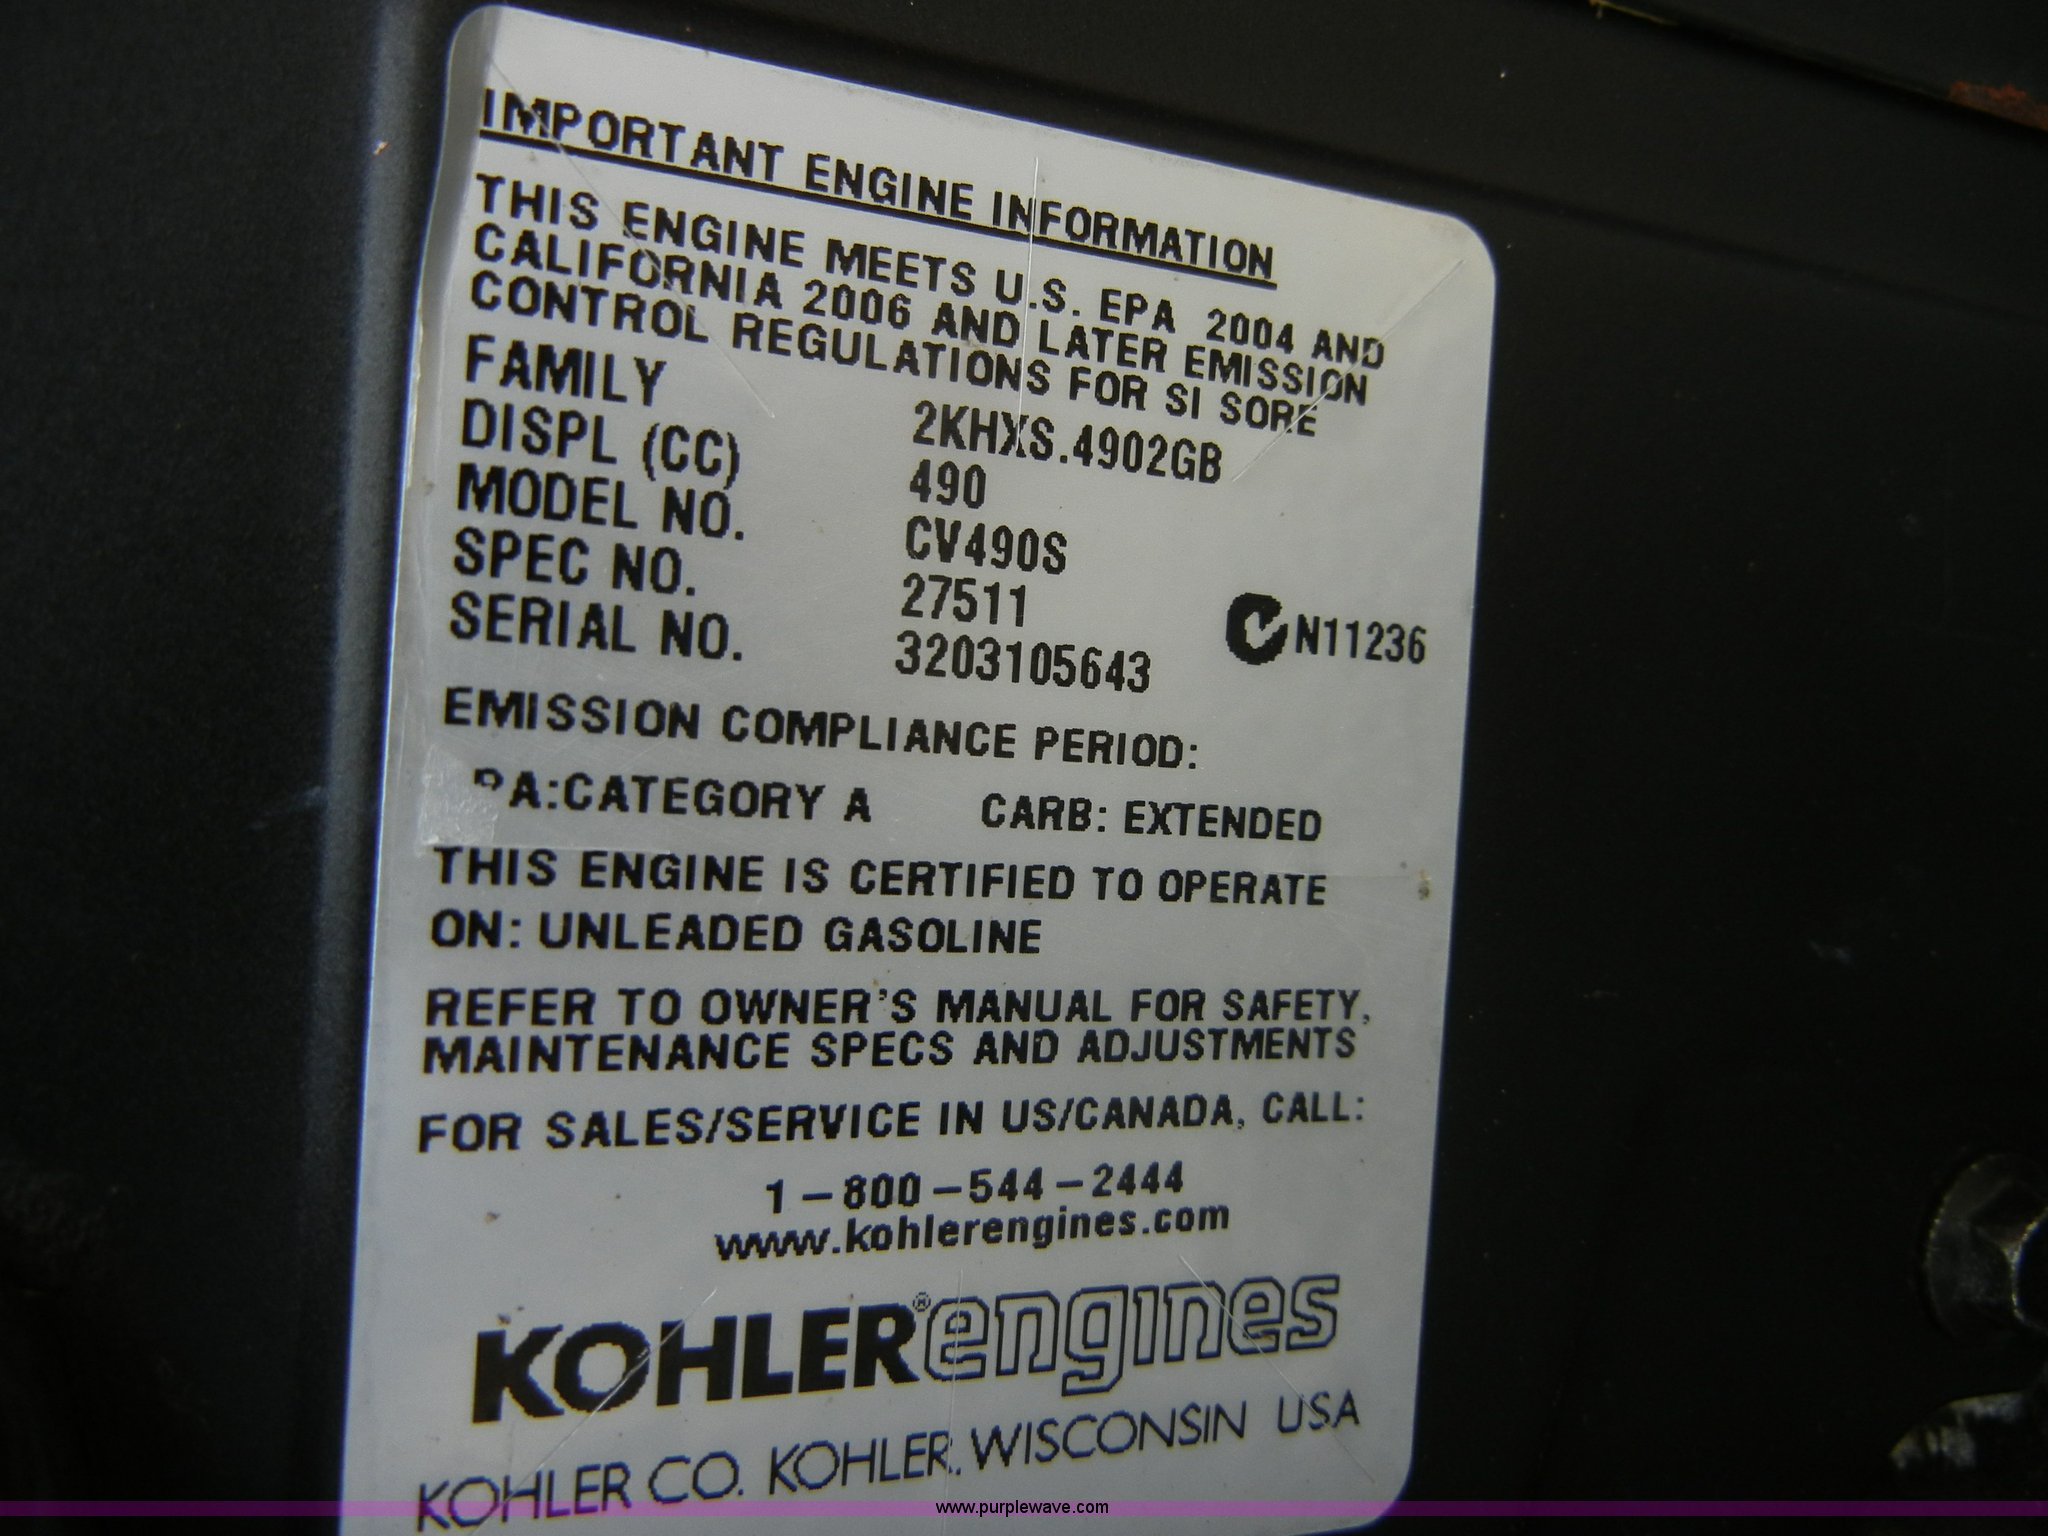 IMPORTANT ENGINE INFORMATION
THIS ENGINE MEETS U.S. EPA 2004 AND
CALIFORNIA 2006 AND LATER EMISSION
CONTROL REGULATIONS FOR SI SORE
FAMILY 2KHXS.4902GB
DISPL (CC) 490
MODEL NO. CV490S
SPEC NO. 27511
SERIAL NO. 3203105643 N11236
EMISSION COMPLIANCE PERIOD:
PA:CATEGORY A CARB: EXTENDED
THIS ENGINE IS CERTIFIED TO OPERATE
ON: UNLEADED GASOLINE
REFER TO OWNER'S MANUAL FOR SAFETY,
MAINTENANCE SPECS AND ADJUSTMENTS
FOR SALES/SERVICE IN US/CANADA, CALL:
1-800-544-2444
www.kohlerengines.com
KOHLER® engines
KOHLER CO. KOHLER, WISCONSIN USA
www.purplewave.com